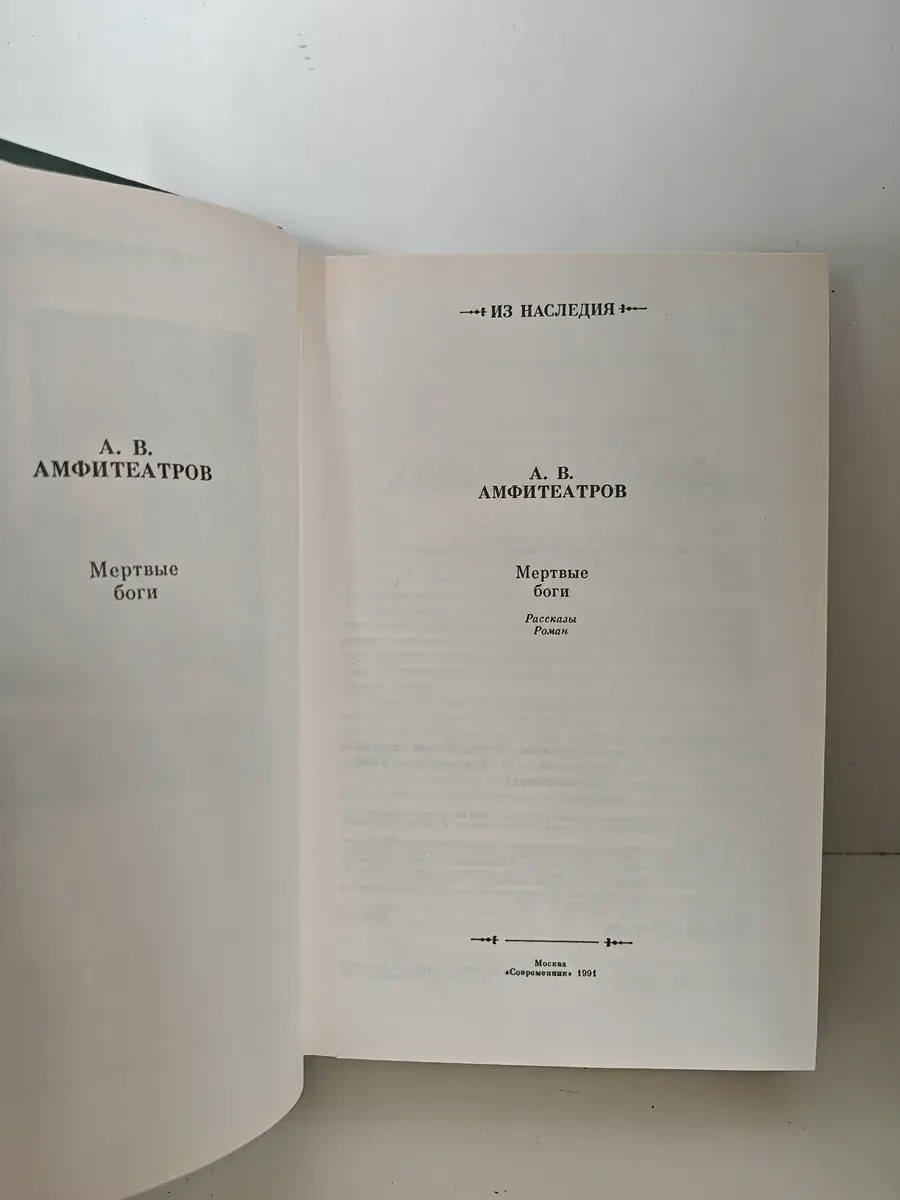 А. В.
АМФИТЕАТРОВ
Мертвые
боги
ИЗ НАСЛЕДИЯ
А. В.
АМФИТЕАТРОВ
Мертвые
боги
Рассказы
Роман
Москва
«Современник» 1991